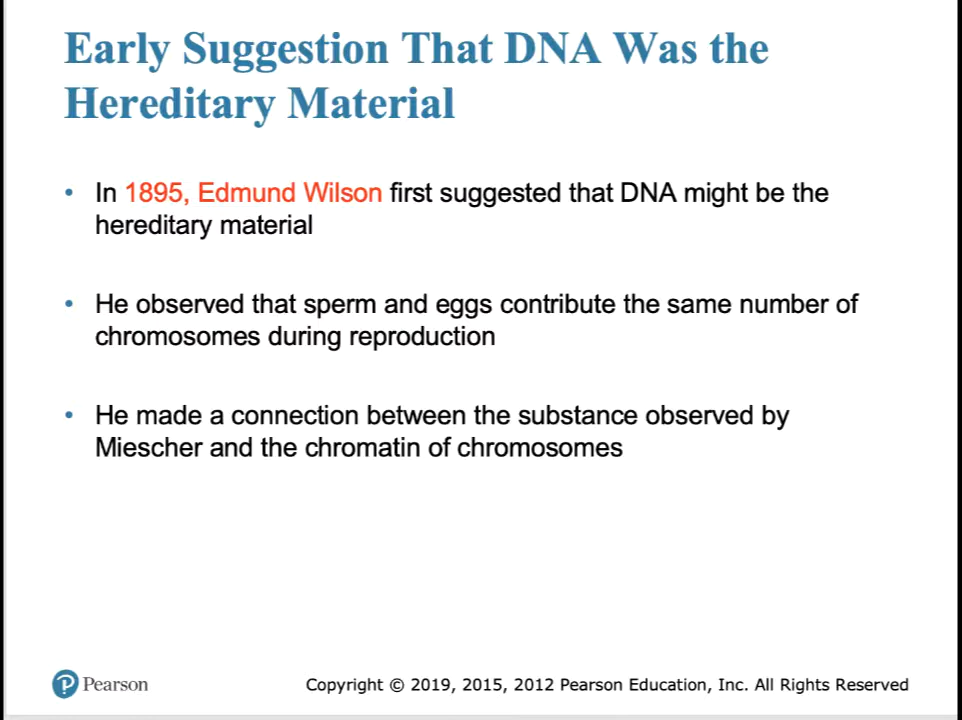 Early Suggestion That DNA Was the
Hereditary Material
• In 1895, Edmund Wilson first suggested that DNA might be the
hereditary material
• He observed that sperm and eggs contribute the same number of
chromosomes during reproduction
• He made a connection between the substance observed by
Miescher and the chromatin of chromosomes
P Pearson
Copyright © 2019, 2015, 2012 Pearson Education, Inc. All Rights Reserved